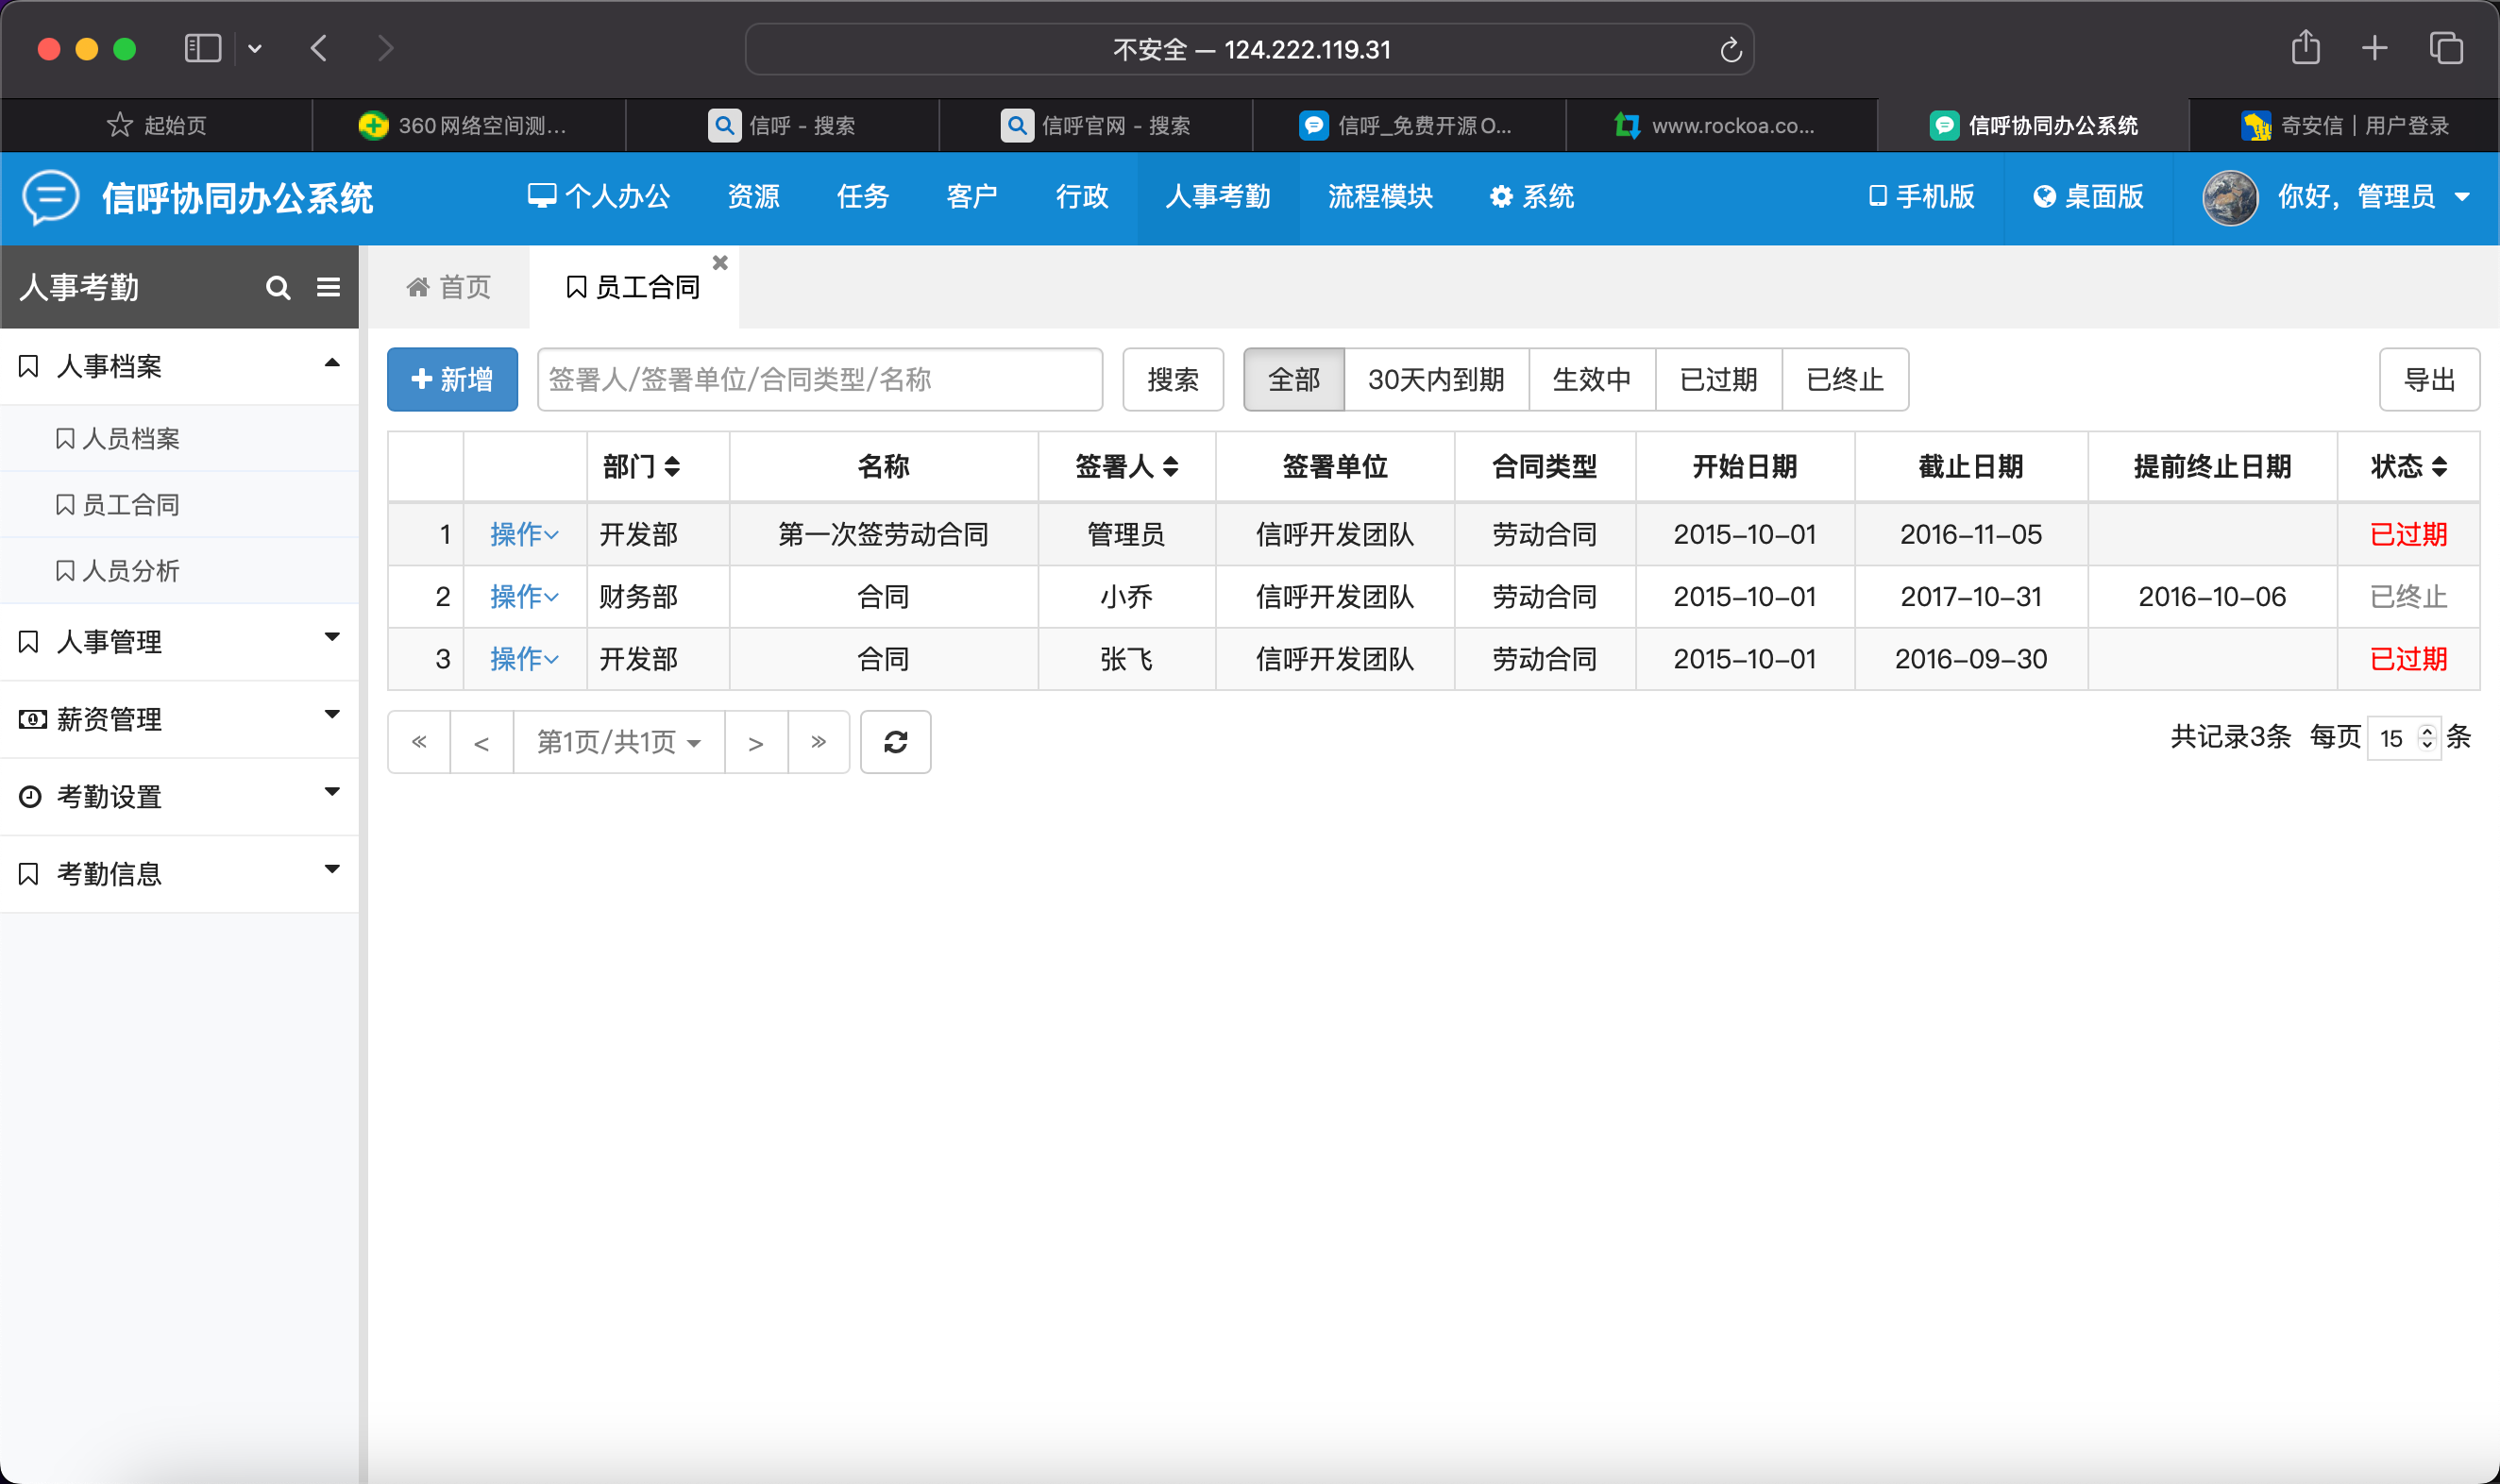 不安全 — 124.222.119.31
起始页
360 网络空间测…
信呼 - 搜索
信呼官网 - 搜索
信呼_免费开源O…
www.rockoa.co…
信呼协同办公系统
奇安信｜用户登录
信呼协同办公系统 个人办公 资源 任务 客户 行政 人事考勤 流程模块 系统 手机版 桌面版 你好，管理员
人事考勤
首页 员工合同
人事档案
人员档案
员工合同
人员分析
人事管理
薪资管理
考勤设置
考勤信息
新增 签署人/签署单位/合同类型/名称 搜索 全部 30天内到期 生效中 已过期 已终止 导出
部门 名称 签署人 签署单位 合同类型 开始日期 截止日期 提前终止日期 状态
1 操作 开发部 第一次签劳动合同 管理员 信呼开发团队 劳动合同 2015-10-01 2016-11-05 已过期
2 操作 财务部 合同 小乔 信呼开发团队 劳动合同 2015-10-01 2017-10-31 2016-10-06 已终止
3 操作 开发部 合同 张飞 信呼开发团队 劳动合同 2015-10-01 2016-09-30 已过期
« < 第1页/共1页 > » 共记录3条 每页 15 条